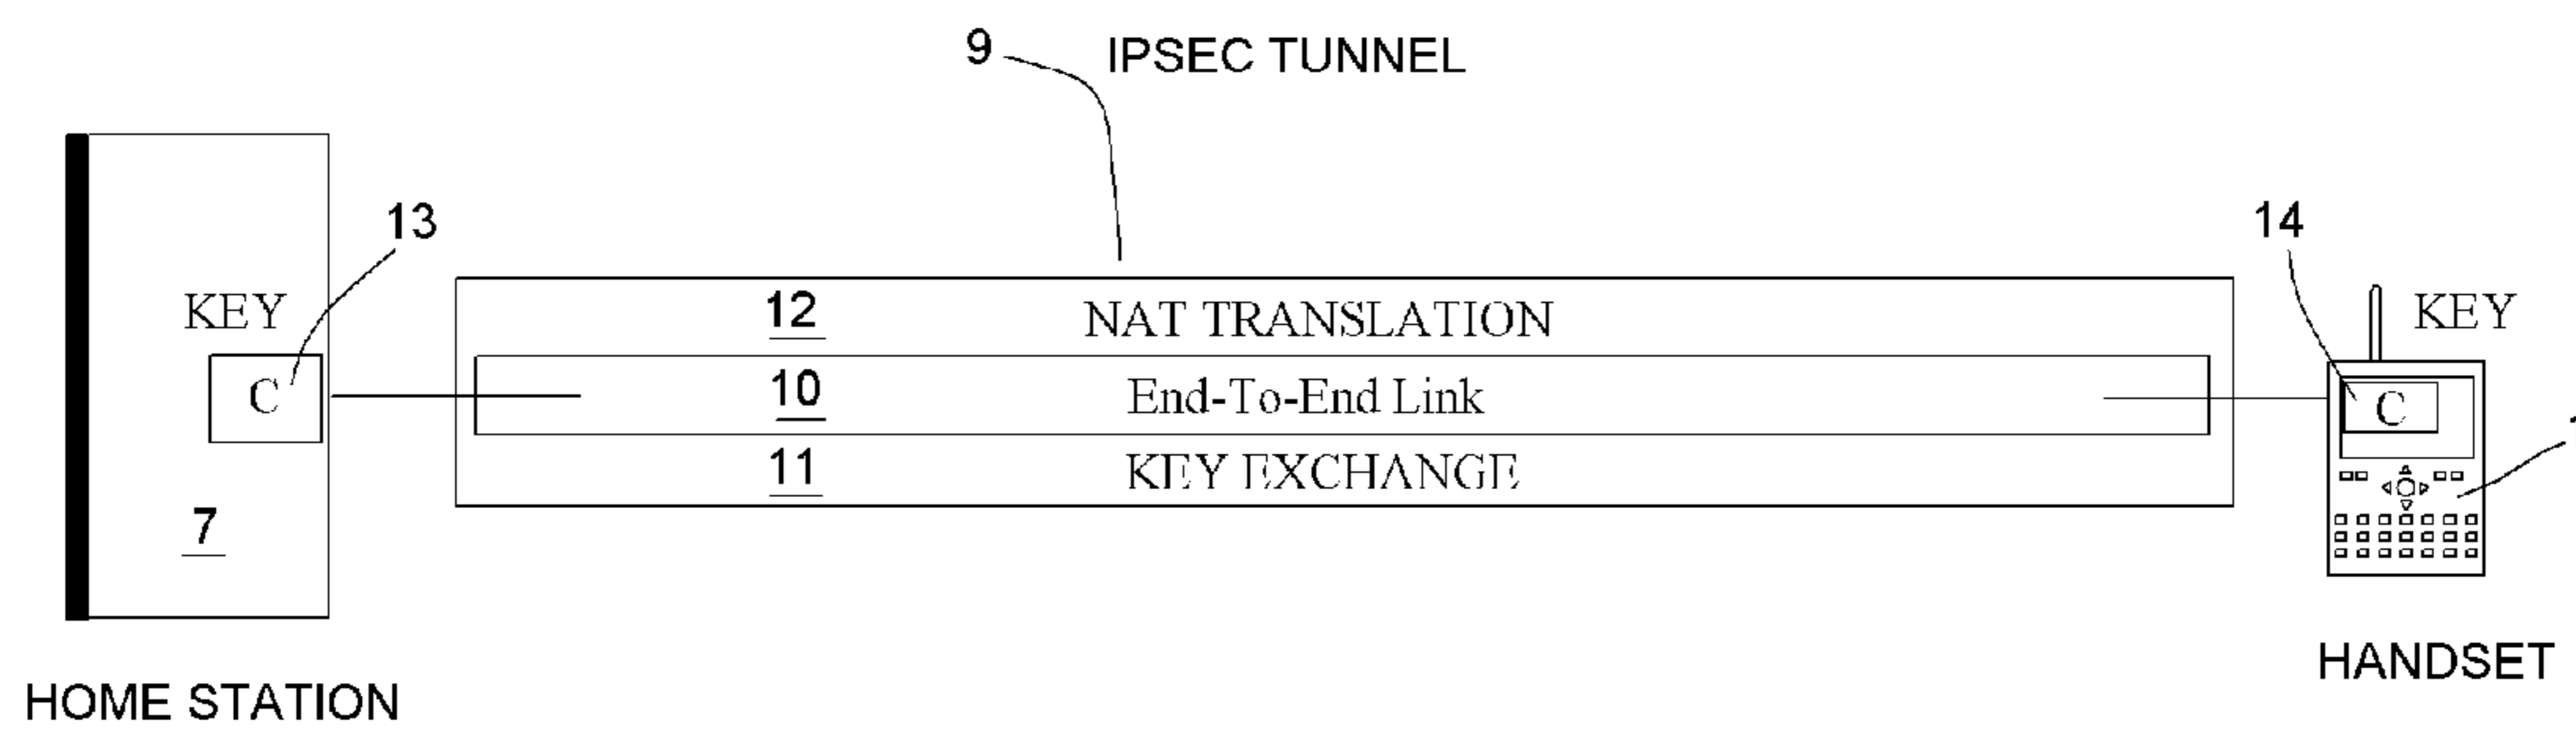 9 IPSEC TUNNEL
13
14
KEY
12 NAT TRANSLATION
KEY
C
10 End-To-End Link
C
11 KEY EXCHANGE
7
HANDSET
HOME STATION